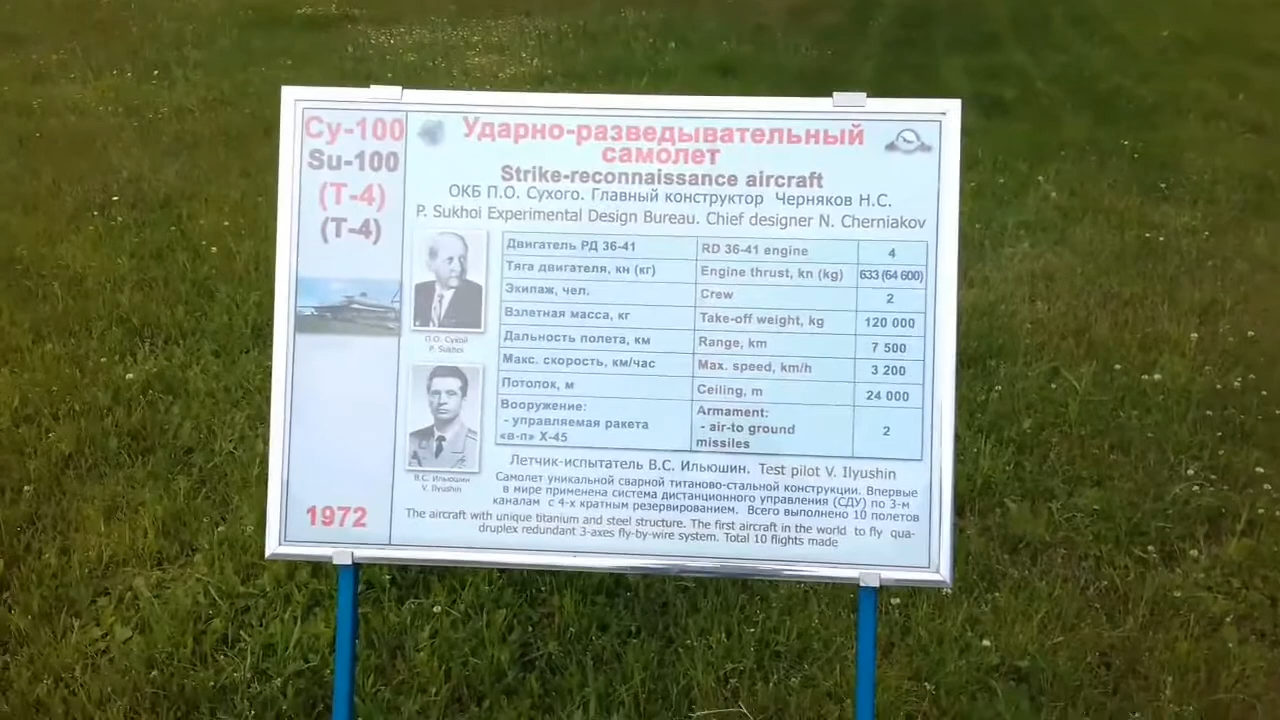 Су-100
Su-100
(Т-4)
(T-4)
1972
Ударно-разведывательный
самолет
Strike-reconnaissance aircraft
ОКБ П.О. Сухого. Главный конструктор Черняков Н.С.
P. Sukhoi Experimental Design Bureau. Chief designer N. Cherniakov
П.О. Сухой
P. Sukhoi
В.С. Ильюшин
V. Ilyushin
Двигатель РД 36-41 RD 36-41 engine 4
Тяга двигателя, кн (кг) Engine thrust, kn (kg) 633 (64 600)
Экипаж, чел. Crew 2
Взлетная масса, кг Take-off weight, kg 120 000
Дальность полета, км Range, km 7 500
Макс. скорость, км/час Max. speed, km/h 3 200
Потолок, м Ceiling, m 24 000
Вооружение: Armament:
- управляемая ракета - air-to ground 2
«в-п» Х-45 missiles
Летчик-испытатель В.С. Ильюшин. Test pilot V. Ilyushin
Самолет уникальной сварной титаново-стальной конструкции. Впервые
в мире применена система дистанционного управления (СДУ) по 3-м
каналам с 4-х кратным резервированием. Всего выполнено 10 полетов
The aircraft with unique titanium and steel structure. The first aircraft in the world to fly qua-
druplex redundant 3-axes fly-by-wire system. Total 10 flights made